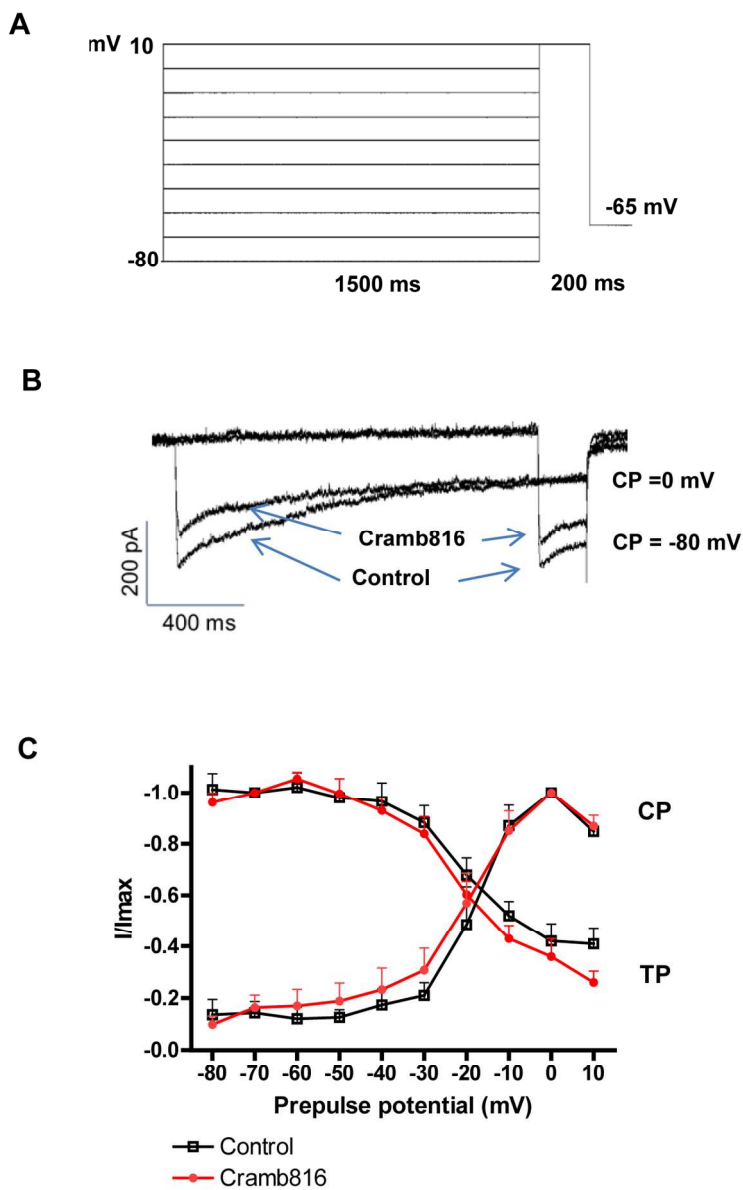 A
mV 10
-65 mV
-80
1500 ms 200 ms
B
CP =0 mV
Cramb816
CP = -80 mV
Control
200 pA
400 ms
C
-1.0
CP
-0.8
I/Imax
-0.6
-0.4
TP
-0.2
-0.0
-80 -70 -60 -50 -40 -30 -20 -10 0 10
Prepulse potential (mV)
Control
Cramb816